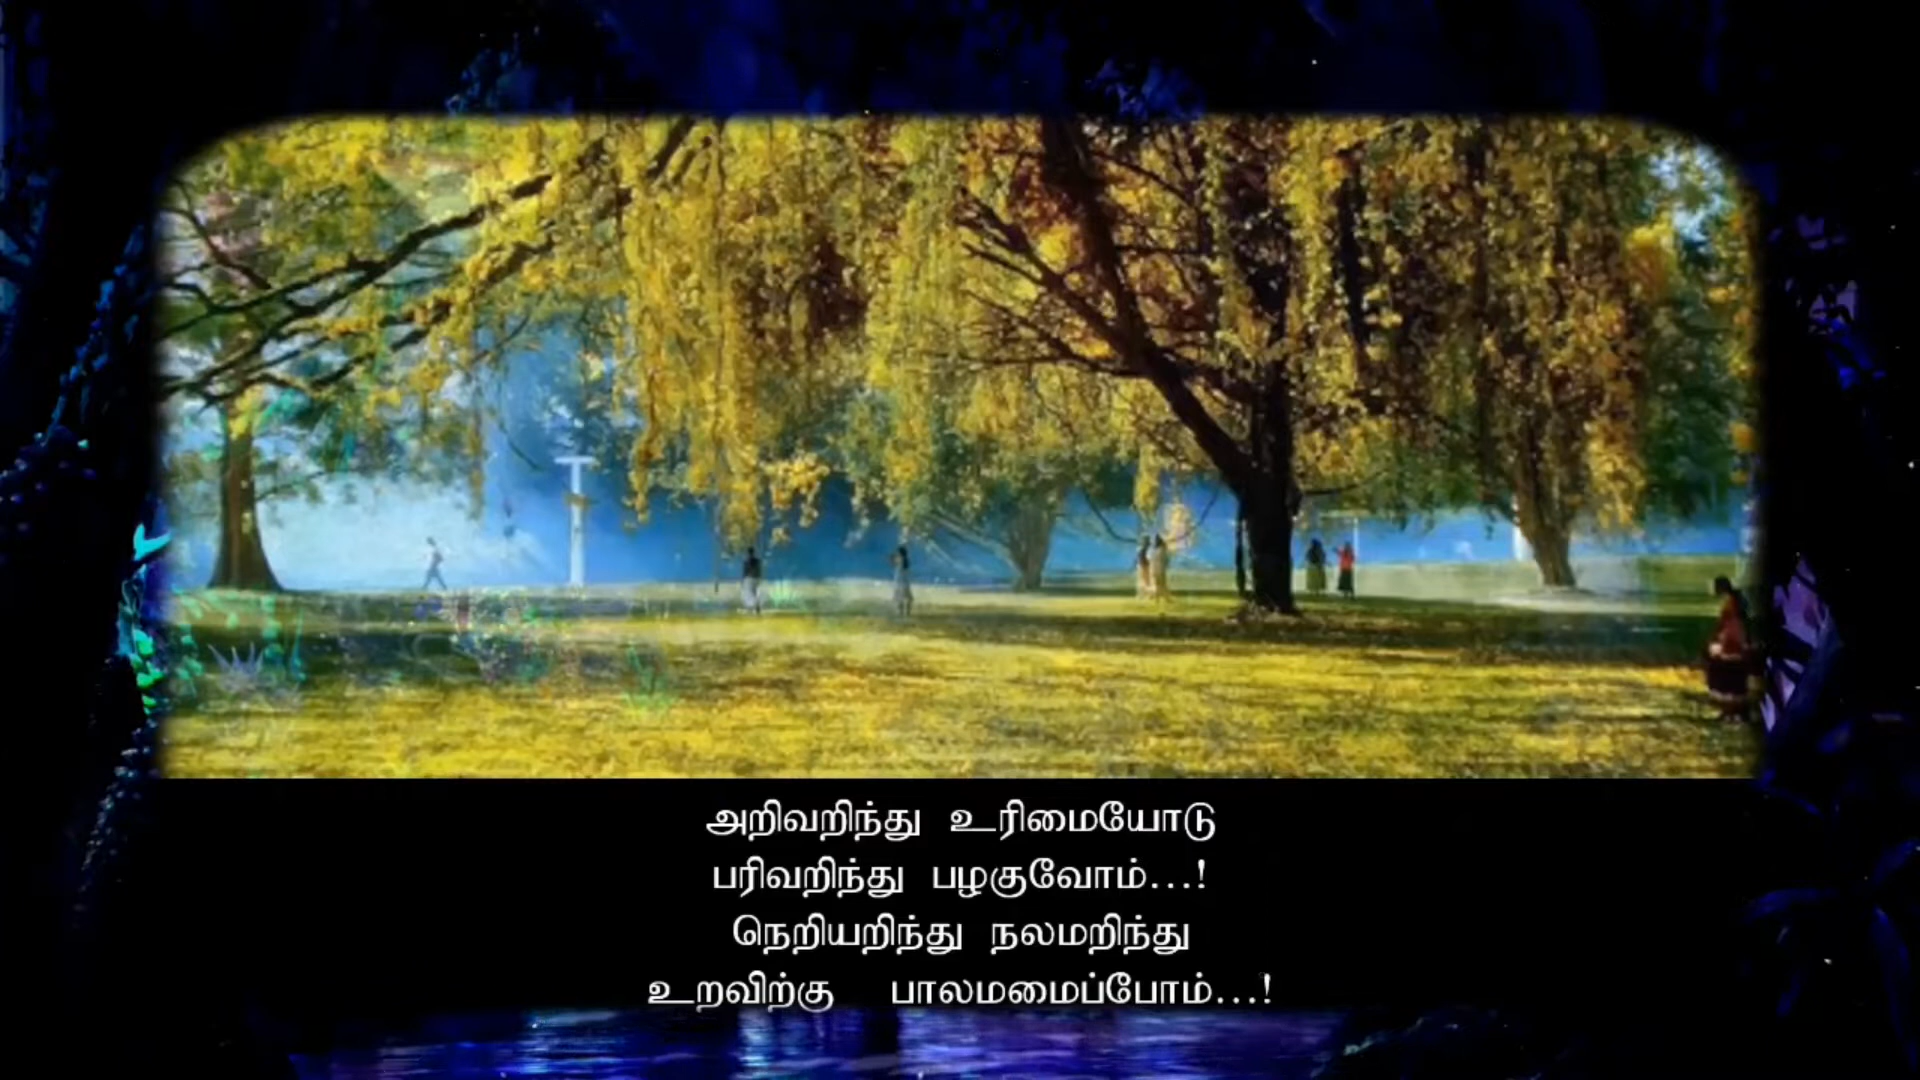 அறிவறிந்து உரிமையோடு
பரிவறிந்து பழகுவோம்...!
நெறியறிந்து நலமறிந்து
உறவிற்கு பாலமமைப்போம்...!